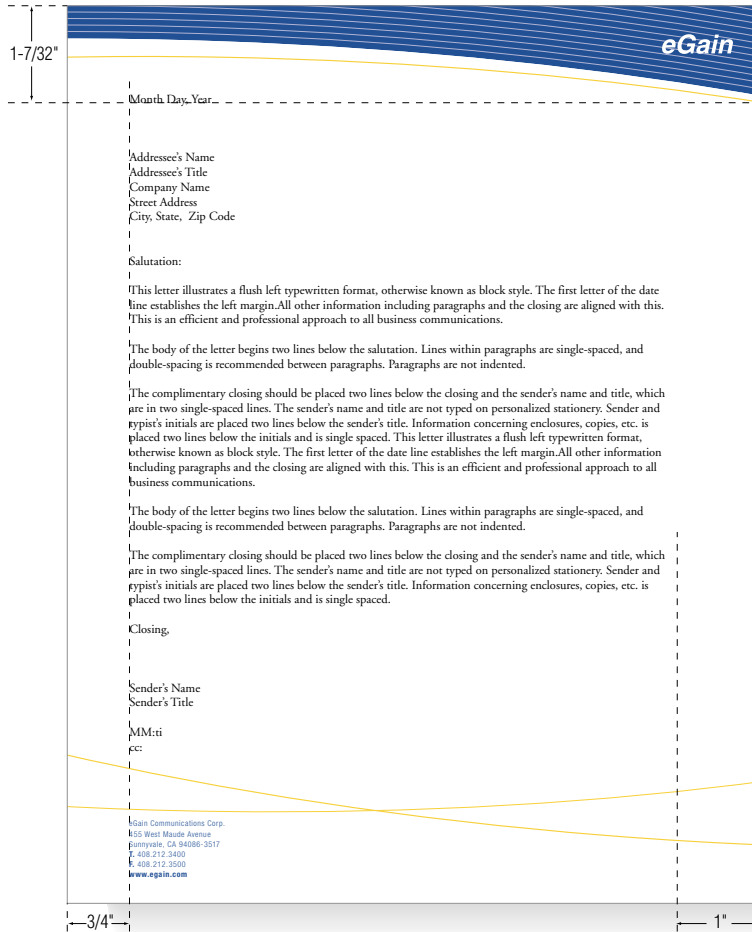 1-7/32"
eGain
Month Day, Year
Addressee's Name
Addressee's Title
Company Name
Street Address
City, State,  Zip Code
Salutation:
This letter illustrates a flush left typewritten format, otherwise known as block style. The first letter of the date
line establishes the left margin.All other information including paragraphs and the closing are aligned with this.
This is an efficient and professional approach to all business communications.
The body of the letter begins two lines below the salutation. Lines within paragraphs are single-spaced, and
double-spacing is recommended between paragraphs. Paragraphs are not indented.
The complimentary closing should be placed two lines below the closing and the sender's name and title, which
are in two single-spaced lines. The sender's name and title are not typed on personalized stationery. Sender and
typist's initials are placed two lines below the sender's title. Information concerning enclosures, copies, etc. is
placed two lines below the initials and is single spaced. This letter illustrates a flush left typewritten format,
otherwise known as block style. The first letter of the date line establishes the left margin.All other information
including paragraphs and the closing are aligned with this. This is an efficient and professional approach to all
business communications.
The body of the letter begins two lines below the salutation. Lines within paragraphs are single-spaced, and
double-spacing is recommended between paragraphs. Paragraphs are not indented.
The complimentary closing should be placed two lines below the closing and the sender's name and title, which
are in two single-spaced lines. The sender's name and title are not typed on personalized stationery. Sender and
typist's initials are placed two lines below the sender's title. Information concerning enclosures, copies, etc. is
placed two lines below the initials and is single spaced.
Closing,
Sender's Name
Sender's Title
MM:ti
cc:
eGain Communications Corp.
455 West Maude Avenue
Sunnyvale, CA 94086-3517
T. 408.212.3400
F. 408.212.3500
www.egain.com
3/4"
1"